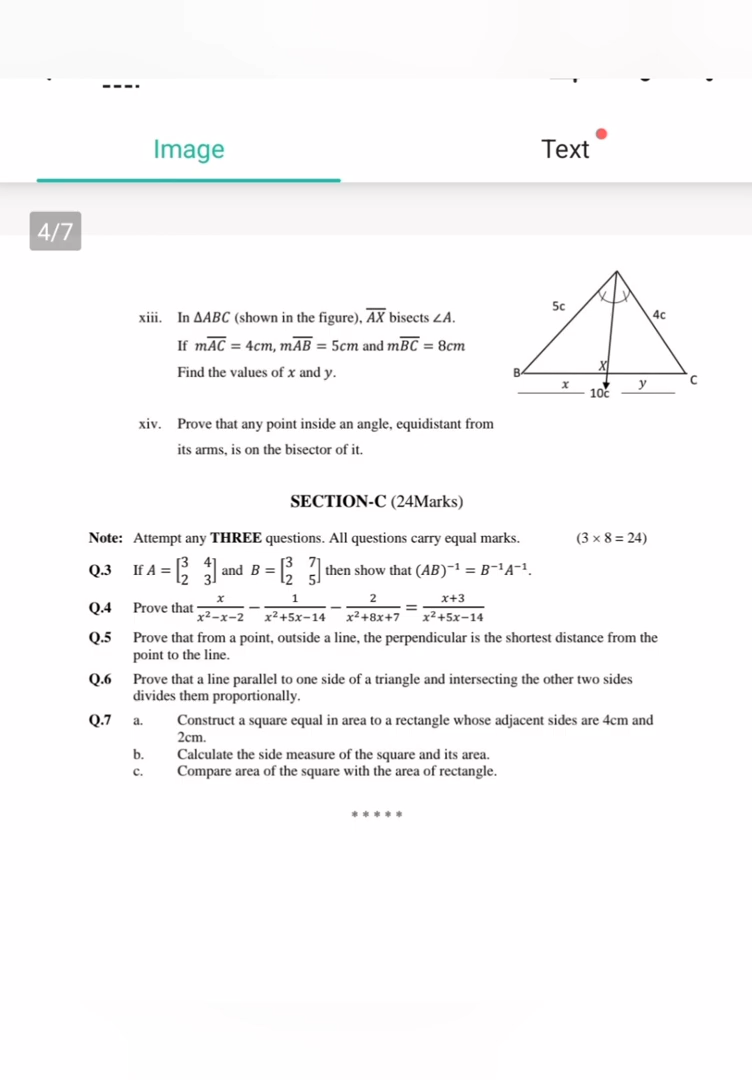 Image
Text
4/7
xiii. In ΔABC (shown in the figure), A̅X̅ bisects ∠A.
If mA̅C̅ = 4cm, mA̅B̅ = 5cm and mB̅C̅ = 8cm
Find the values of x and y.
5c
4c
B
X
C
x
10c
y
xiv. Prove that any point inside an angle, equidistant from
its arms, is on the bisector of it.
SECTION-C (24Marks)
Note: Attempt any THREE questions. All questions carry equal marks. (3 × 8 = 24)
Q.3 If A = [3 4; 2 3] and B = [3 7; 2 5] then show that (AB)⁻¹ = B⁻¹A⁻¹.
Q.4 Prove that x/(x²−x−2) − 1/(x²+5x−14) − 2/(x²+8x+7) = (x+3)/(x²+5x−14)
Q.5 Prove that from a point, outside a line, the perpendicular is the shortest distance from the
point to the line.
Q.6 Prove that a line parallel to one side of a triangle and intersecting the other two sides
divides them proportionally.
Q.7 a. Construct a square equal in area to a rectangle whose adjacent sides are 4cm and
2cm.
b. Calculate the side measure of the square and its area.
c. Compare area of the square with the area of rectangle.
*****